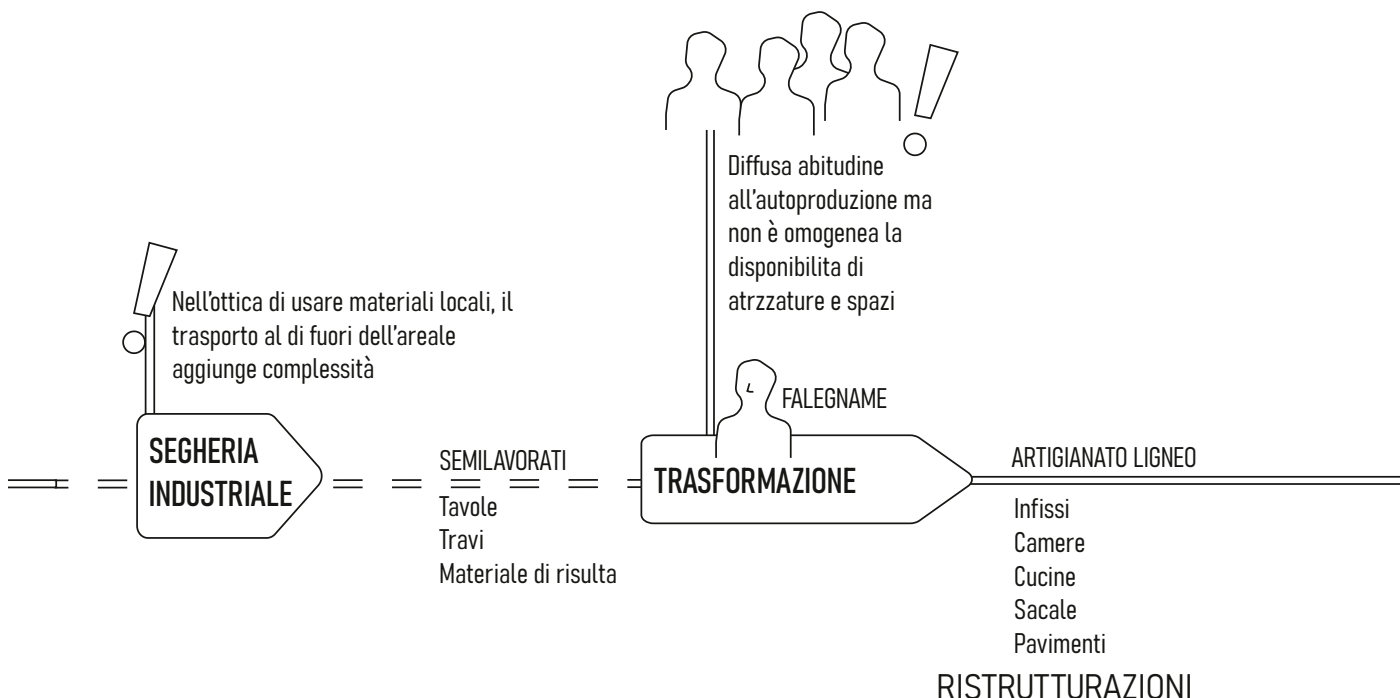 Diffusa abitudine
all'autoproduzione ma
non è omogenea la
disponibilita di
atrzzature e spazi
Nell'ottica di usare materiali locali, il
trasporto al di fuori dell'areale
aggiunge complessità
FALEGNAME
SEGHERIA
INDUSTRIALE
SEMILAVORATI
Tavole
Travi
Materiale di risulta
TRASFORMAZIONE
ARTIGIANATO LIGNEO
Infissi
Camere
Cucine
Sacale
Pavimenti
RISTRUTTURAZIONI